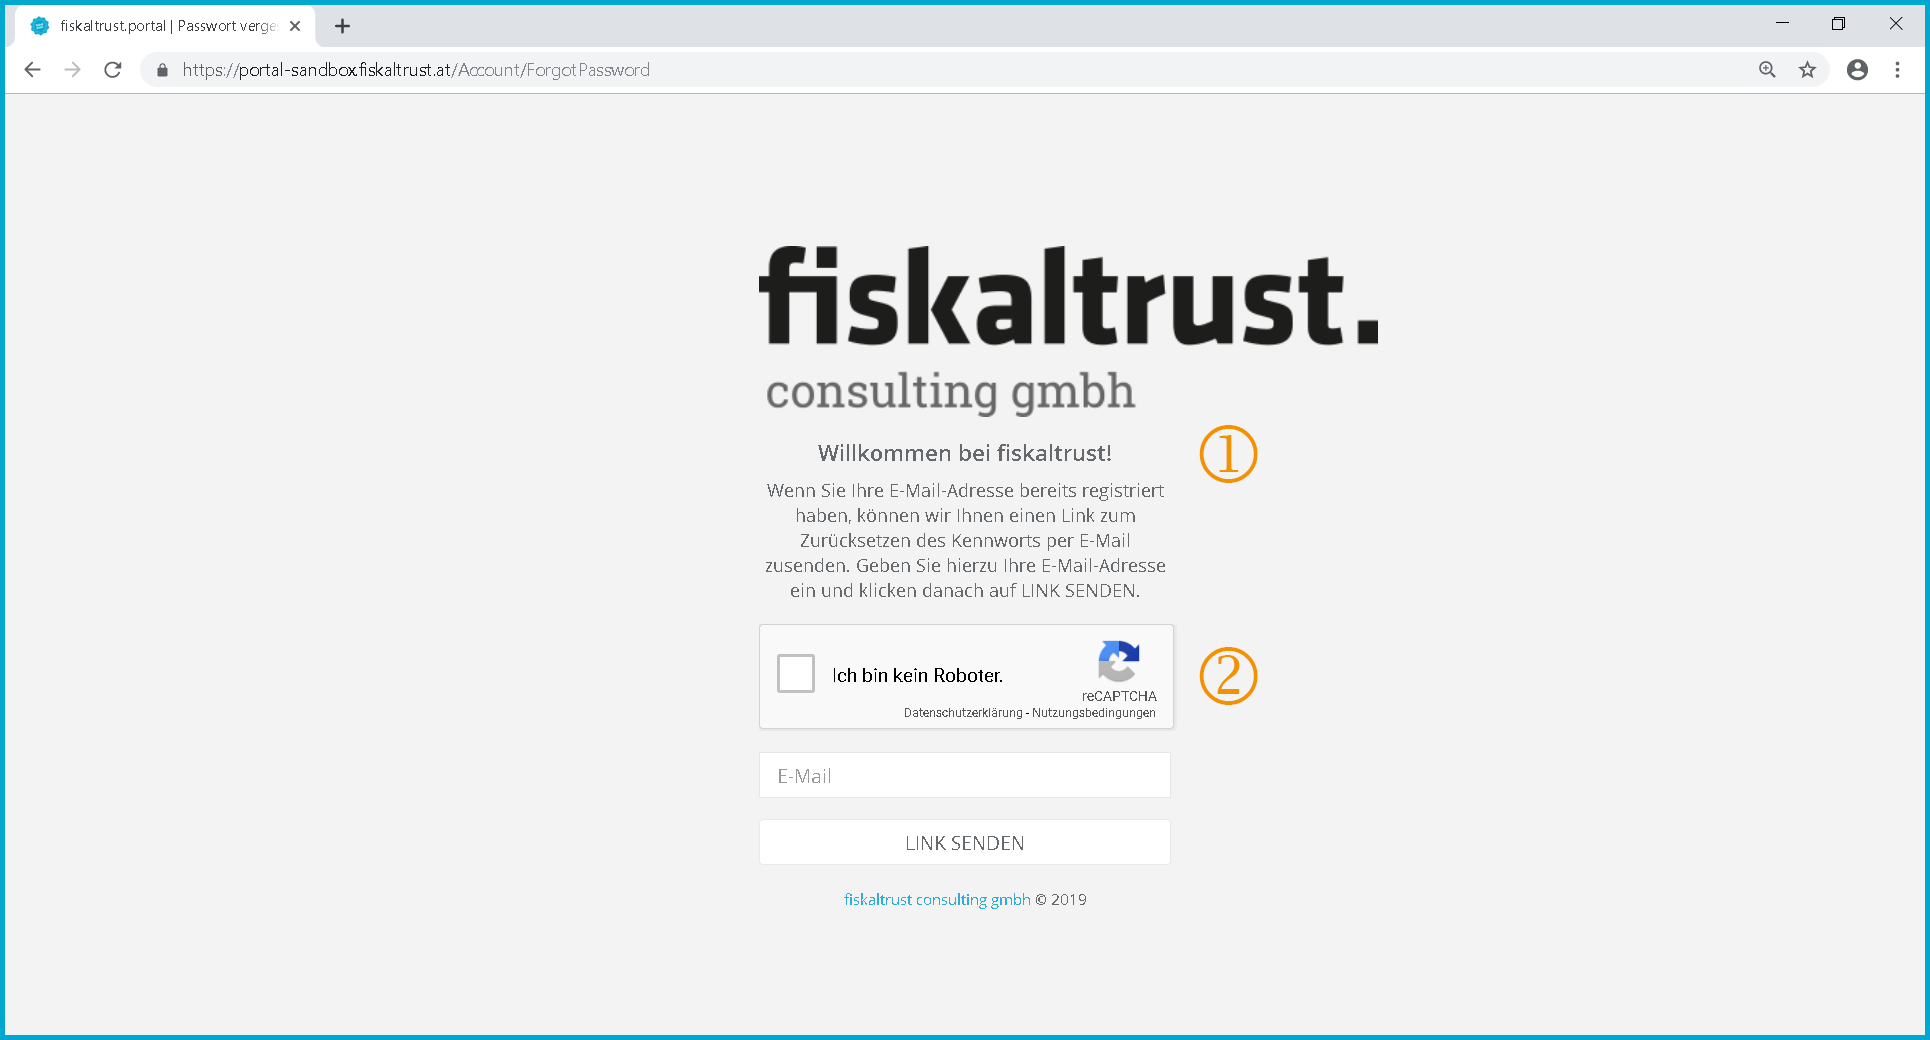 fiskaltrust.portal | Passwort verge
https://portal-sandbox.fiskaltrust.at/Account/ForgotPassword
fiskaltrust.
consulting gmbh
Willkommen bei fiskaltrust!
①
Wenn Sie Ihre E-Mail-Adresse bereits registriert
haben, können wir Ihnen einen Link zum
Zurücksetzen des Kennworts per E-Mail
zusenden. Geben Sie hierzu Ihre E-Mail-Adresse
ein und klicken danach auf LINK SENDEN.
Ich bin kein Roboter.
②
reCAPTCHA
Datenschutzerklärung - Nutzungsbedingungen
E-Mail
LINK SENDEN
fiskaltrust consulting gmbh © 2019